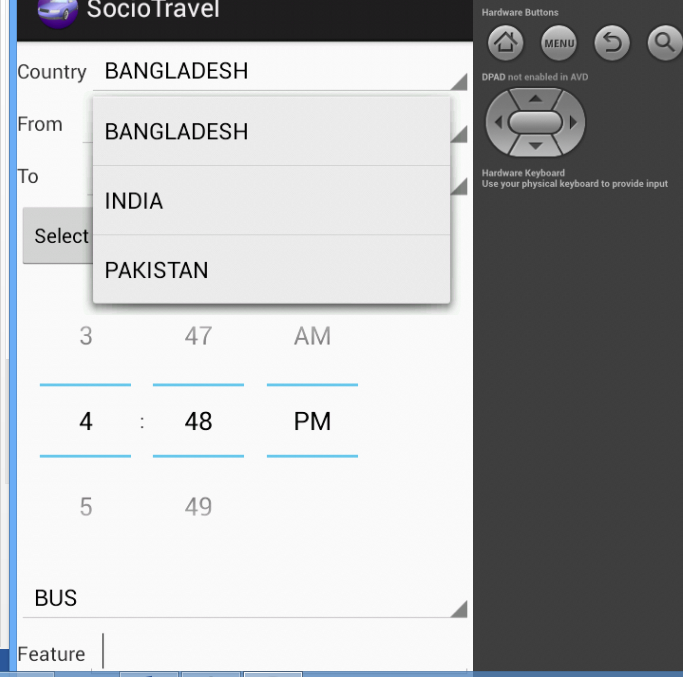 SocioTravel
Country BANGLADESH
From
To
BANGLADESH
INDIA
PAKISTAN
Select
3 47 AM
4 : 48 PM
5 49
BUS
Feature
Hardware Buttons
MENU
DPAD not enabled in AVD
Hardware Keyboard
Use your physical keyboard to provide input